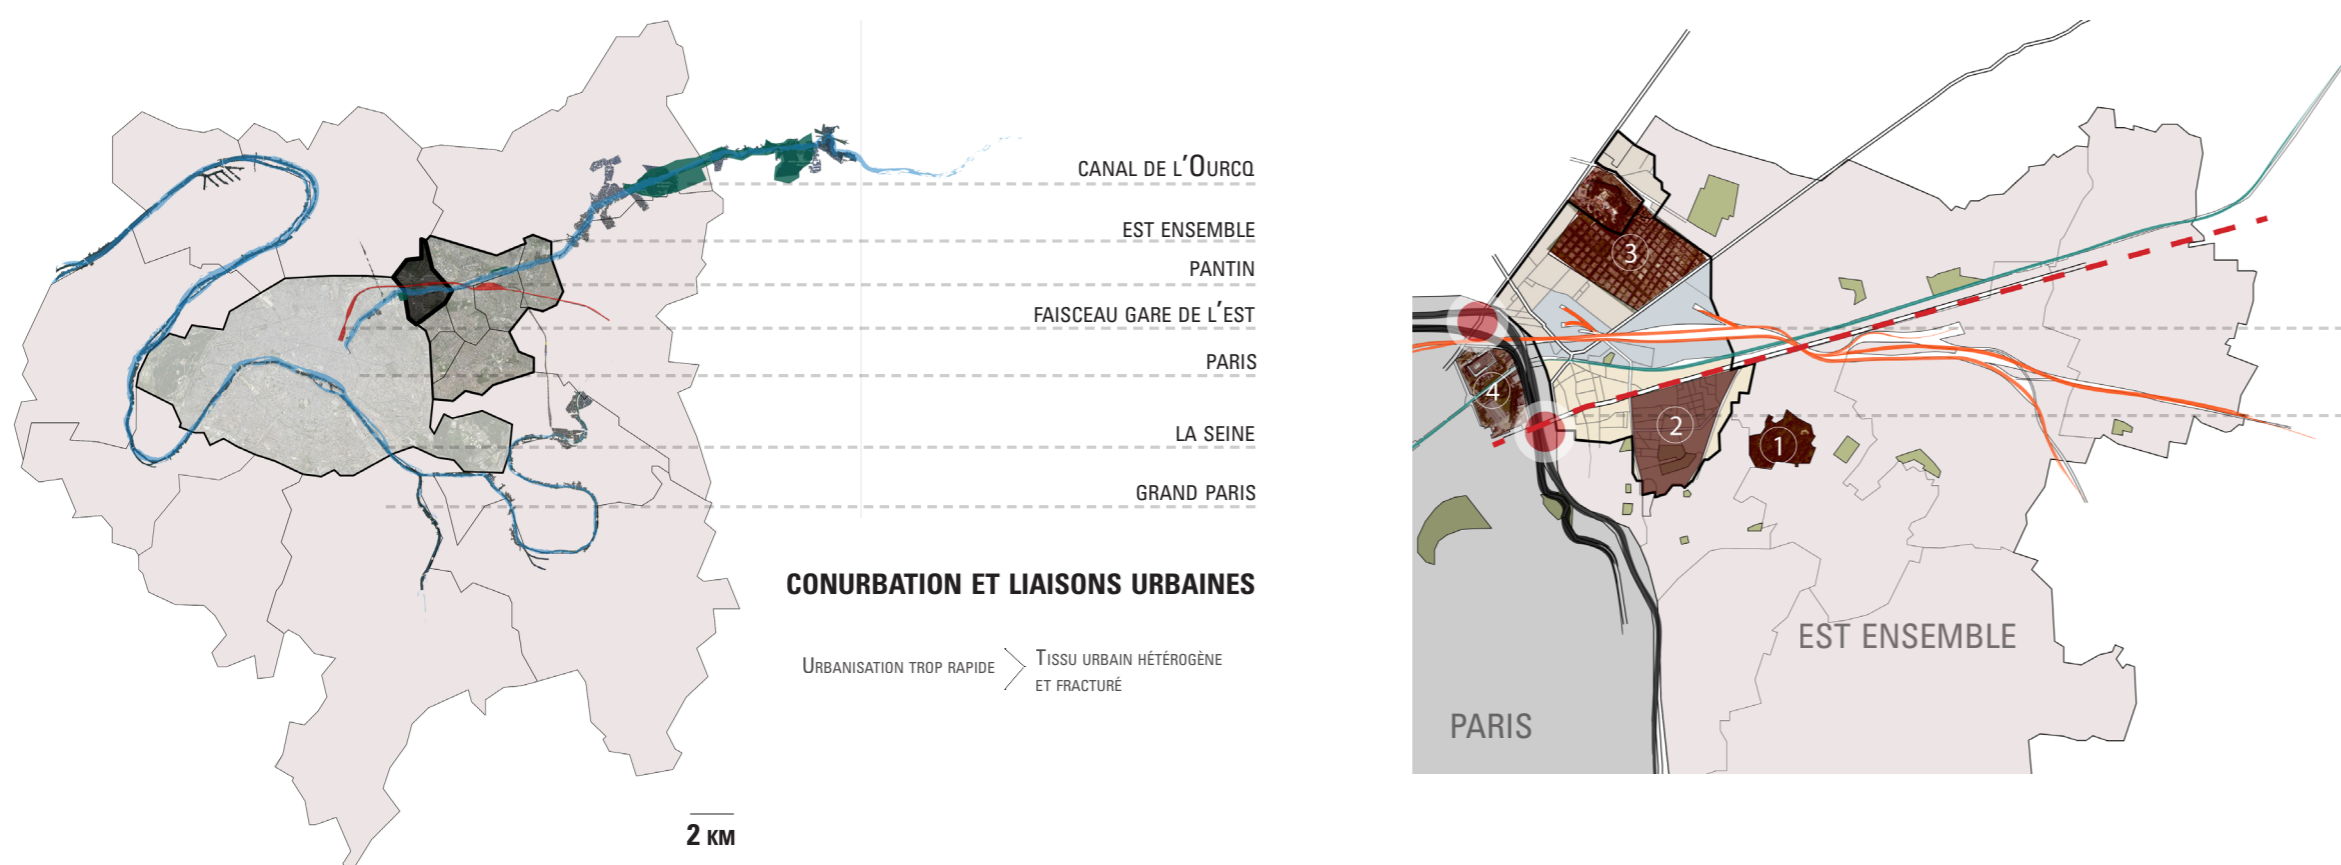 CANAL DE L'OURCQ
EST ENSEMBLE
PANTIN
FAISCEAU GARE DE L'EST
PARIS
LA SEINE
GRAND PARIS
CONURBATION ET LIAISONS URBAINES
URBANISATION TROP RAPIDE
TISSU URBAIN HÉTÉROGÈNE
ET FRACTURÉ
2 KM
3
4
2
1
EST ENSEMBLE
PARIS